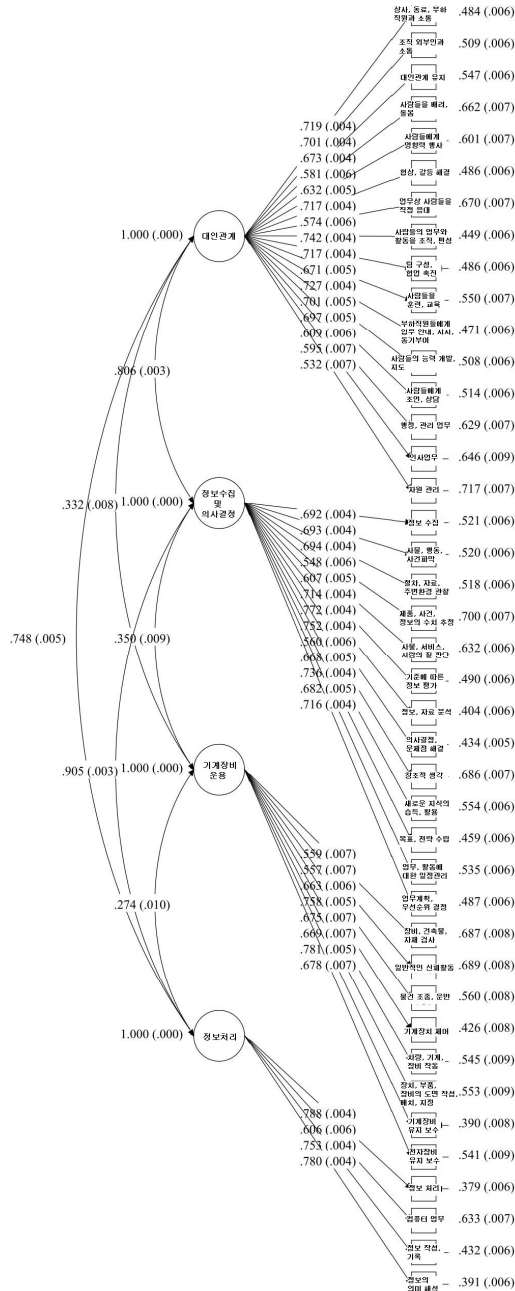 상사, 동료, 부하
직원과 소통
.484 (.006)
조직 외부인과
소통
.509 (.006)
대인관계 유지
.547 (.006)
사람들을 배려,
돌봄
.662 (.007)
사람들에게
영향력 행사
.601 (.007)
협상, 갈등 해결
.486 (.006)
업무상 사람들을
직접 응대
.670 (.007)
사람들의 업무와
활동을 조직, 편성
.449 (.006)
팀 구성,
협업 촉진
.486 (.006)
사람들을
훈련, 교육
.550 (.007)
부하직원들에게
업무 안내, 지시,
동기부여
.471 (.006)
사람들의 능력 개발,
지도
.508 (.006)
사람들에게
조언, 상담
.514 (.006)
행정, 관리 업무
.629 (.007)
인사업무
.646 (.009)
자원 관리
.717 (.007)
.719 (.004)
.701 (.004)
.673 (.004)
.581 (.006)
.632 (.005)
.717 (.004)
.574 (.006)
.742 (.004)
.717 (.004)
.671 (.005)
.727 (.004)
.701 (.005)
.697 (.005)
.609 (.006)
.595 (.007)
.532 (.007)
1.000 (.000)
대인관계
.806 (.003)
.332 (.008)
1.000 (.000)
정보수집
및
의사결정
.692 (.004)
.693 (.004)
.694 (.004)
.548 (.006)
.607 (.005)
.714 (.004)
.772 (.004)
.752 (.004)
.560 (.006)
.668 (.005)
.736 (.004)
.682 (.005)
.716 (.004)
정보 수집
.521 (.006)
사물, 행동,
사건파악
.520 (.006)
절차, 자료,
주변환경 관찰
.518 (.006)
제품, 사건,
정보의 수치 추정
.700 (.007)
사물, 서비스,
사람의 질 판단
.632 (.006)
기준에 따른
정보 평가
.490 (.006)
정보, 자료 분석
.404 (.006)
의사결정,
문제점 해결
.434 (.005)
창조적 생각
.686 (.007)
새로운 지식의
습득, 활용
.554 (.006)
목표, 전략 수립
.459 (.006)
업무, 활동에
대한 일정관리
.535 (.006)
업무계획,
우선순위 결정
.487 (.006)
.748 (.005)
.350 (.009)
.905 (.003)
1.000 (.000)
기계장비
운용
.559 (.007)
.557 (.007)
.663 (.006)
.758 (.005)
.675 (.007)
.669 (.007)
.781 (.005)
.678 (.007)
장비, 건축물,
자재 검사
.687 (.008)
일반적인 신체활동
.689 (.008)
물건 조종, 운반
.560 (.008)
기계장치 제어
.426 (.008)
차량, 기계,
장비 작동
.545 (.009)
장치, 부품,
장비의 도면 작성,
배치, 지정
.553 (.009)
기계장비
유지 보수
.390 (.008)
전자장비
유지 보수
.541 (.009)
.274 (.010)
1.000 (.000)
정보처리
.788 (.004)
.606 (.006)
.753 (.004)
.780 (.004)
정보 처리
.379 (.006)
컴퓨터 업무
.633 (.007)
정보 작성,
기록
.432 (.006)
정보의
의미 해석
.391 (.006)